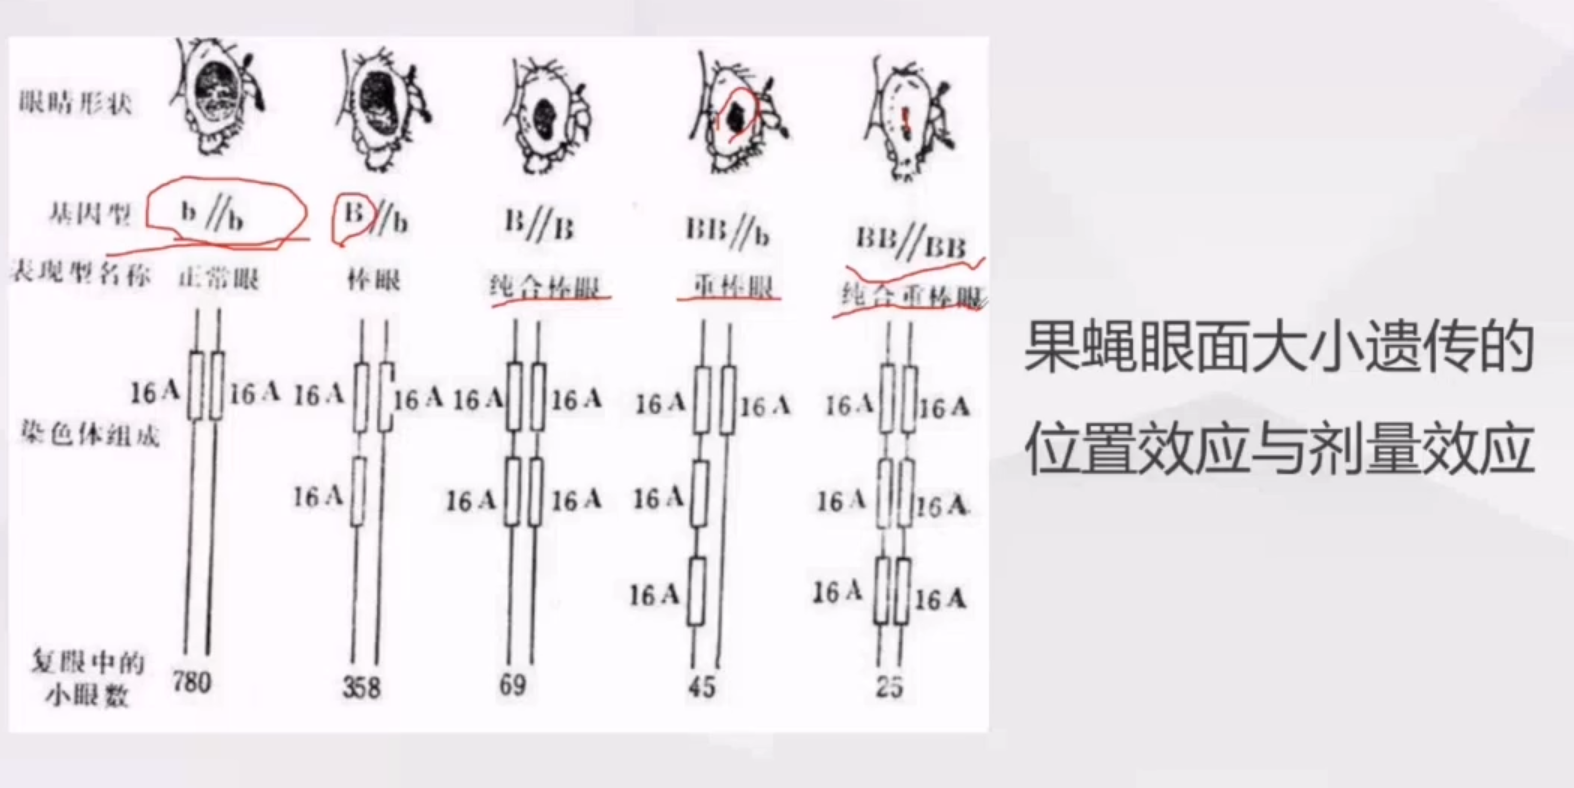 眼睛形状
基因型 b//b B//b B//B BB//b BB//BB
表现型名称 正常眼 棒眼 纯合棒眼 重棒眼 纯合重棒眼
16A 16A 16A 16A 16A 16A 16A 16A 16A 16A
染色体组成
16A 16A 16A 16A 16A 16A
16A 16A 16A
复眼中的
小眼数
780 358 69 45 25
果蝇眼面大小遗传的
位置效应与剂量效应